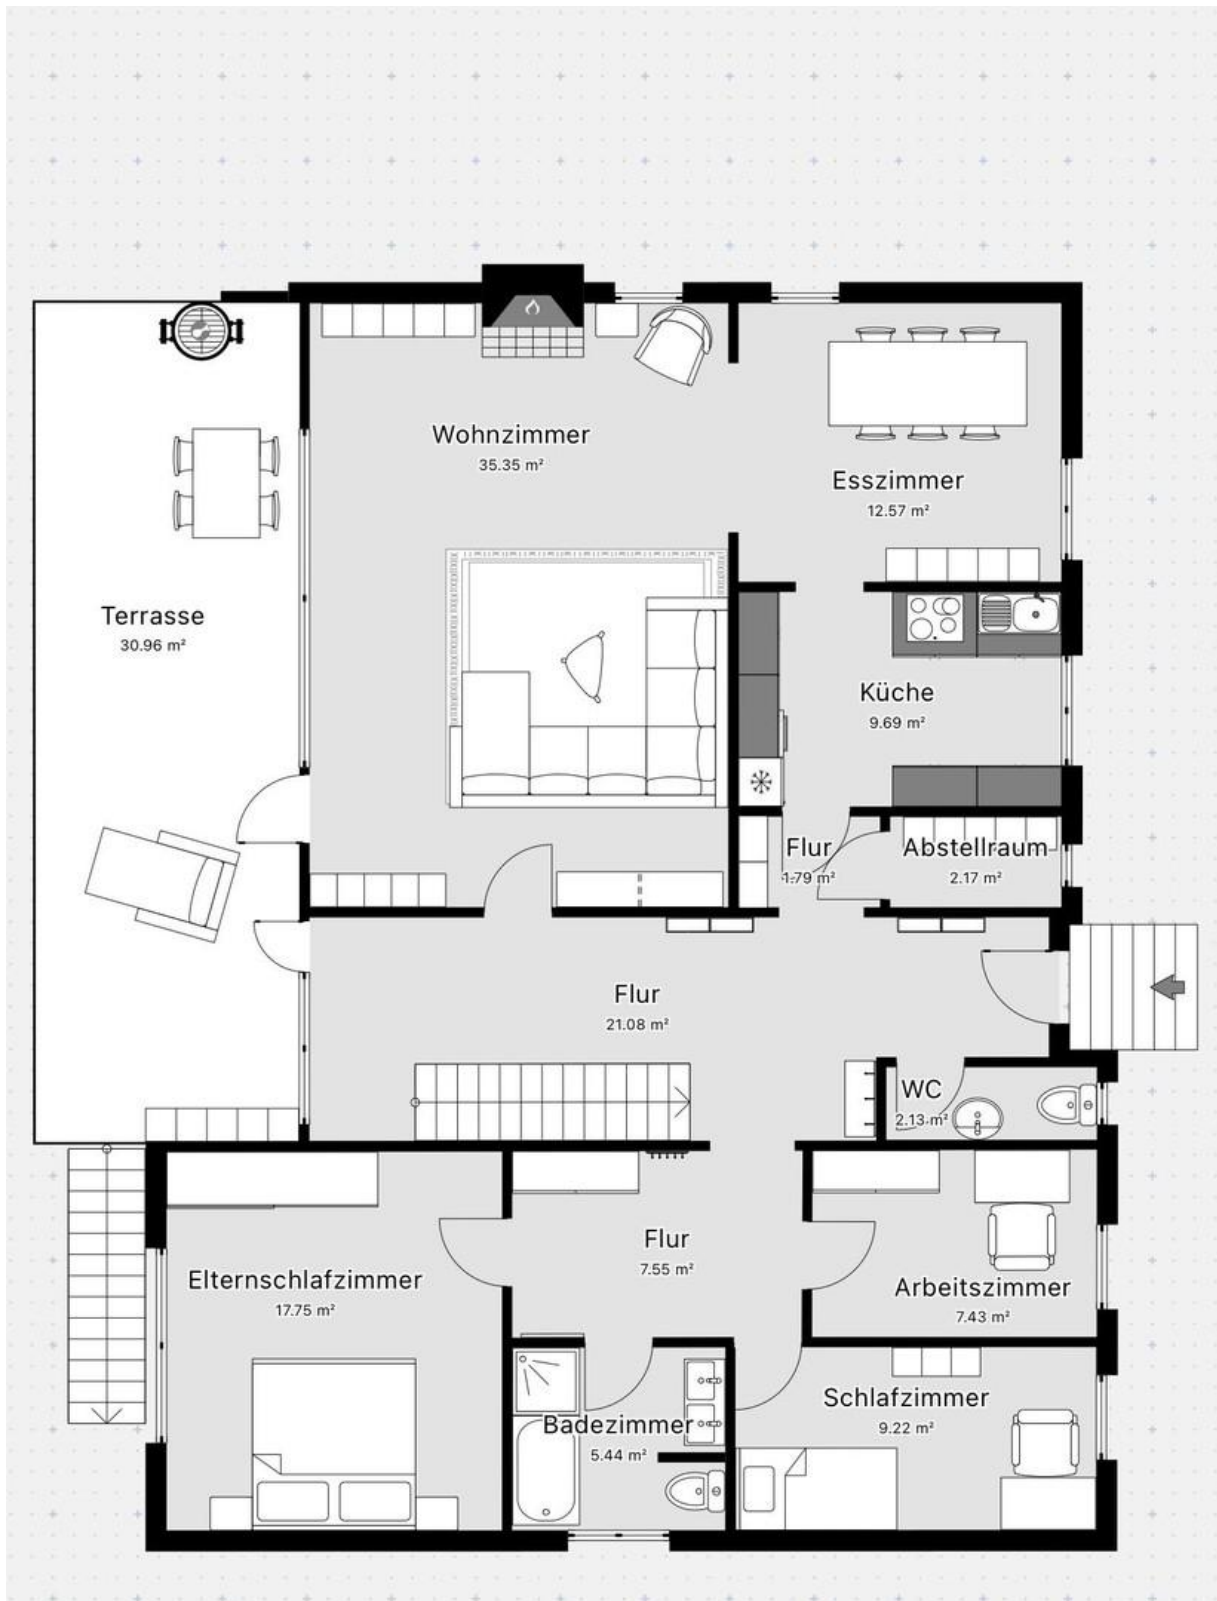 Wohnzimmer
35.35 m²
Esszimmer
12.57 m²
Terrasse
30.96 m²
Küche
9.69 m²
Flur
1.79 m²
Abstellraum
2.17 m²
Flur
21.08 m²
WC
2.13 m²
Flur
7.55 m²
Elternschlafzimmer
17.75 m²
Arbeitszimmer
7.43 m²
Schlafzimmer
9.22 m²
Badezimmer
5.44 m²